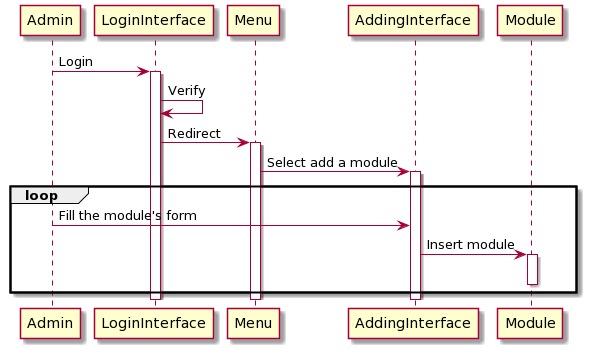 Admin LoginInterface Menu AddingInterface Module
Login
Verify
Redirect
Select add a module
loop
Fill the module's form
Insert module
Admin LoginInterface Menu AddingInterface Module